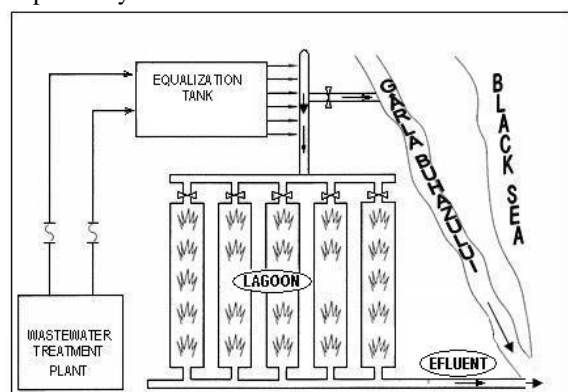 EQUALIZATION
TANK
GARLA BUHAZULUI
BLACK SEA
LAGOON
WASTEWATER
TREATMENT
PLANT
EFLUENT